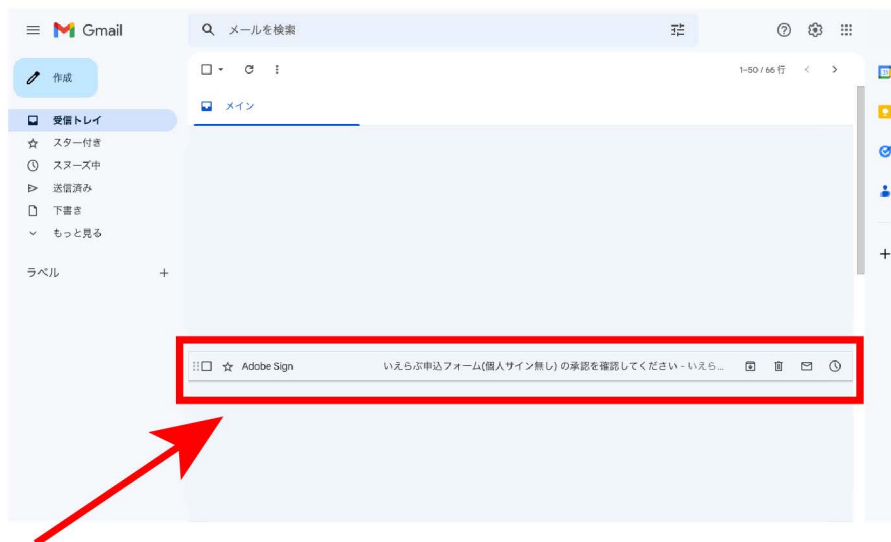 Gmail
メールを検索
作成
1–50 / 66 行
メイン
受信トレイ
スター付き
スヌーズ中
送信済み
下書き
もっと見る
ラベル
Adobe Sign いえらぶ申込フォーム(個人サイン無し) の承認を確認してください - いえら...
31